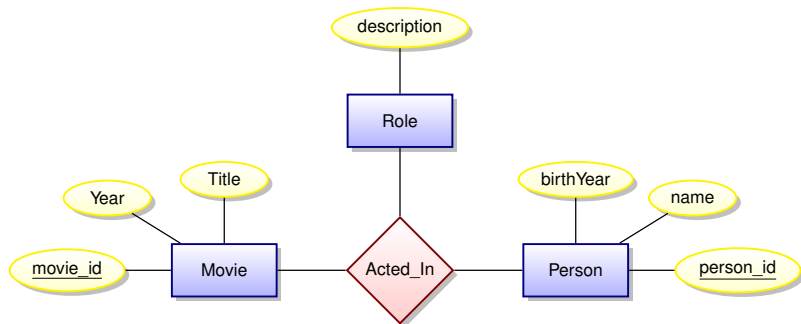 description
Role
Title
birthYear
Year
name
movie_id
Movie
Acted_In
Person
person_id